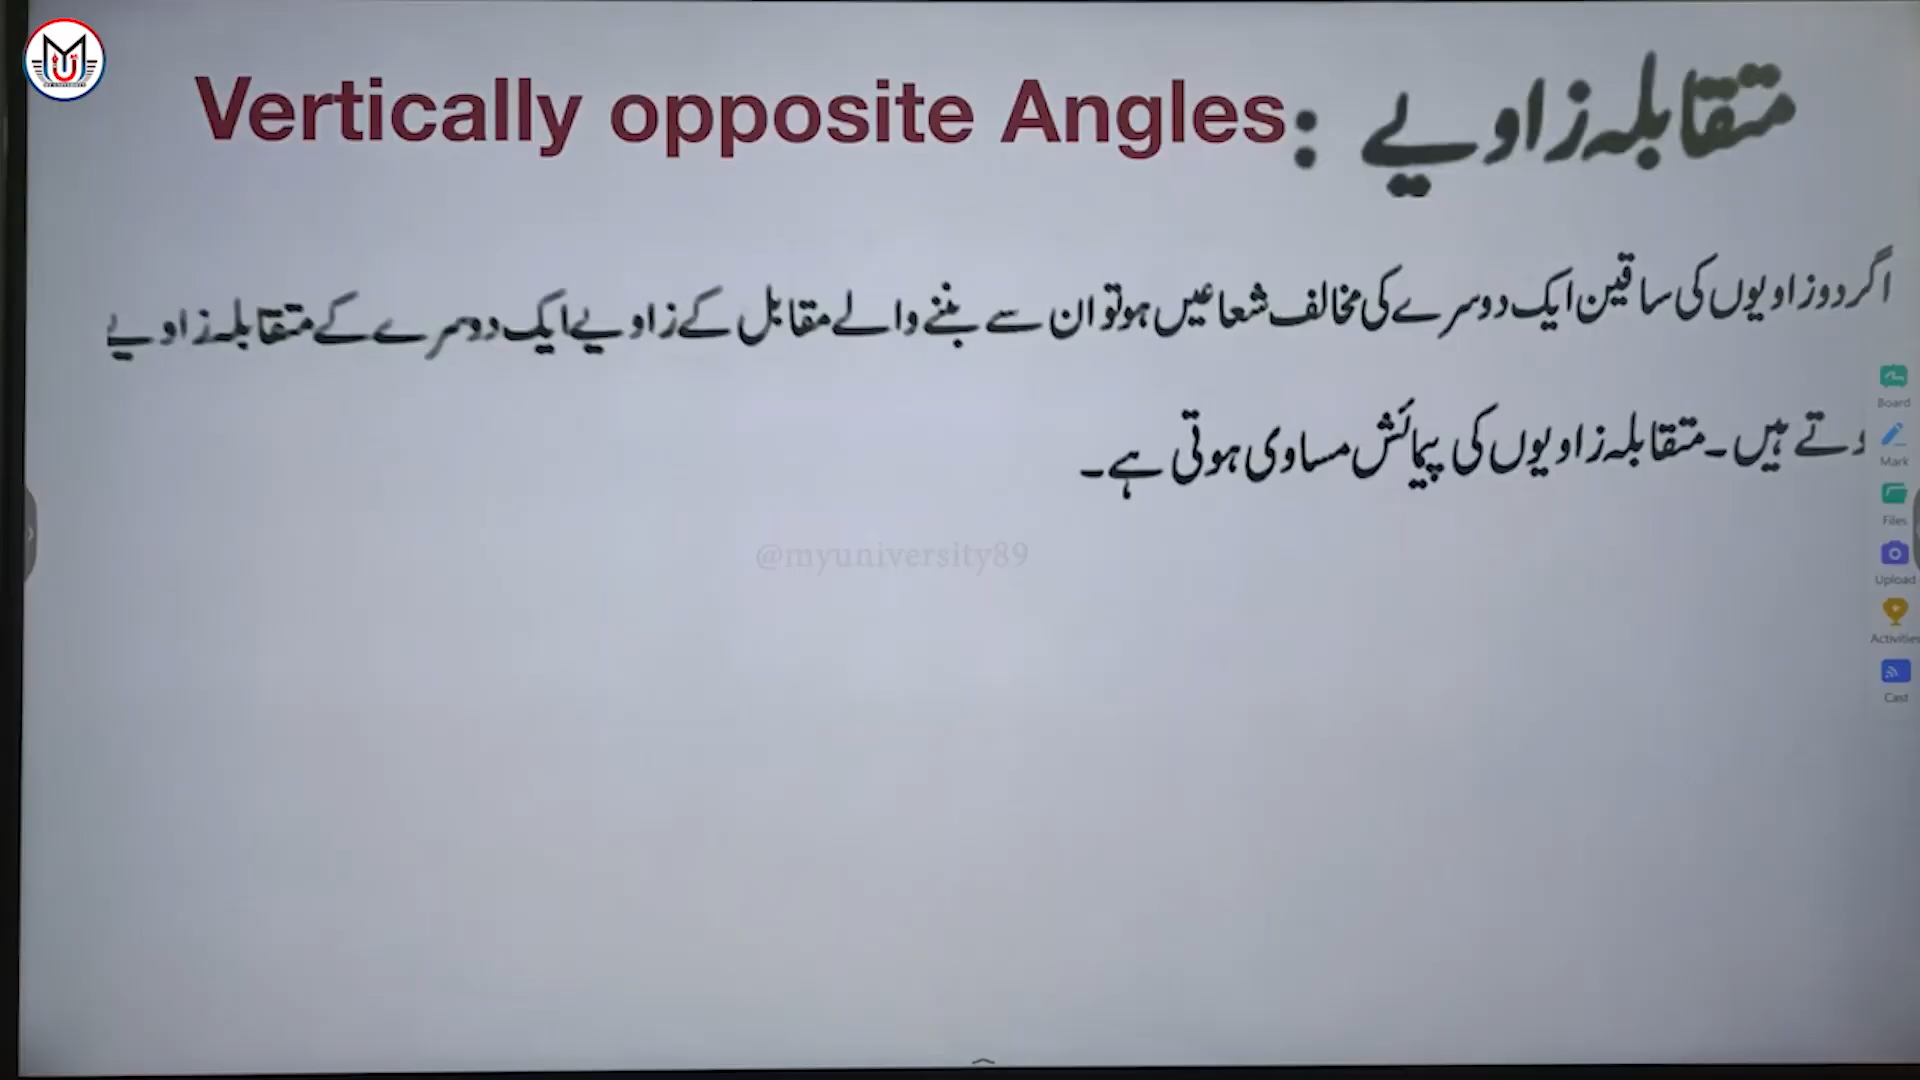 Vertically opposite Angles : متقابلہ زاویے
اگر دو زاویوں کی ساقین ایک دوسرے کی مخالف شعاعیں ہو تو ان سے بننے والے مقابل کے زاویے ایک دوسرے کے متقابلہ زاویے
وتے ہیں۔ متقابلہ زاویوں کی پیمائش مساوی ہوتی ہے۔
@myuniversity89
Board
Mark
Files
Upload
Activities
Cast